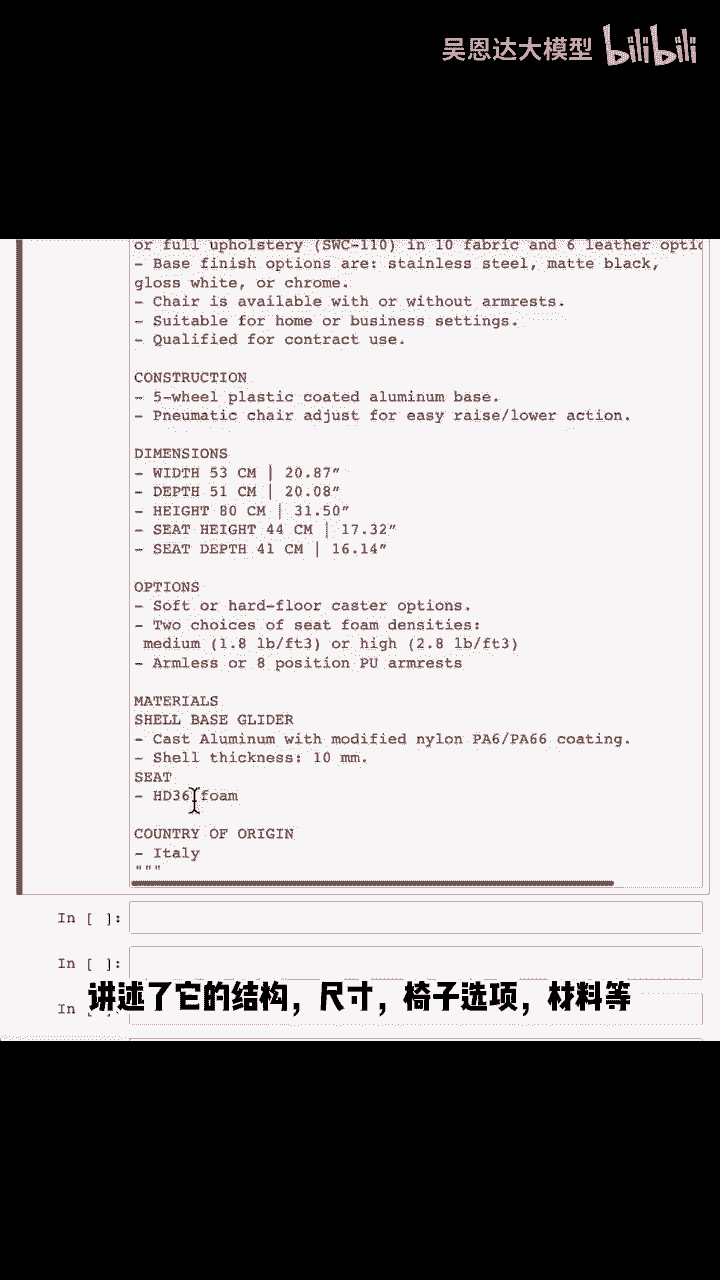 吴恩达大模型 bilibili
or full upholstery (SWC-110) in 10 fabric and 6 leather optio
- Base finish options are: stainless steel, matte black,
gloss white, or chrome.
- Chair is available with or without armrests.
- Suitable for home or business settings.
- Qualified for contract use.
CONSTRUCTION
- 5-wheel plastic coated aluminum base.
- Pneumatic chair adjust for easy raise/lower action.
DIMENSIONS
- WIDTH 53 CM | 20.87”
- DEPTH 51 CM | 20.08”
- HEIGHT 80 CM | 31.50”
- SEAT HEIGHT 44 CM | 17.32”
- SEAT DEPTH 41 CM | 16.14”
OPTIONS
- Soft or hard-floor caster options.
- Two choices of seat foam densities:
medium (1.8 lb/ft3) or high (2.8 lb/ft3)
- Armless or 8 position PU armrests
MATERIALS
SHELL BASE GLIDER
- Cast Aluminum with modified nylon PA6/PA66 coating.
- Shell thickness: 10 mm.
SEAT
- HD36 foam
COUNTRY OF ORIGIN
- Italy
"""
In [ ]:
In [ ]:
In [ ]:
讲述了它的结构，尺寸，椅子选项，材料等